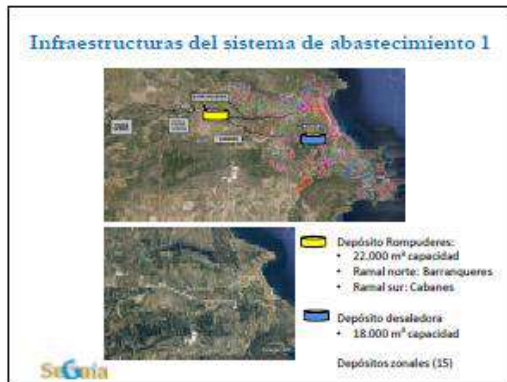 Infraestructuras del sistema de abastecimiento 1
Depósito Rompuderes:
• 22.000 m³ capacidad
• Ramal norte: Barranqueres
• Ramal sur: Cabanes
Depósito desaladora
• 18.000 m³ capacidad
Depósitos zonales (15)